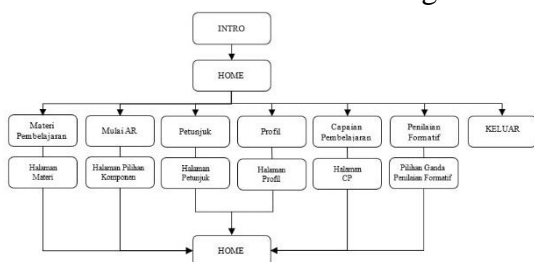 INTRO
HOME
Materi
Pembelajaran
Mulai AR
Petunjuk
Profil
Capaian
Pembelajaran
Penilaian
Formatif
KELUAR
Halaman
Materi
Halaman Pilihan
Komponen
Halaman
Petunjuk
Halaman
Profil
Halaman
CP
Pilihan Ganda
Penilaian Formatif
HOME